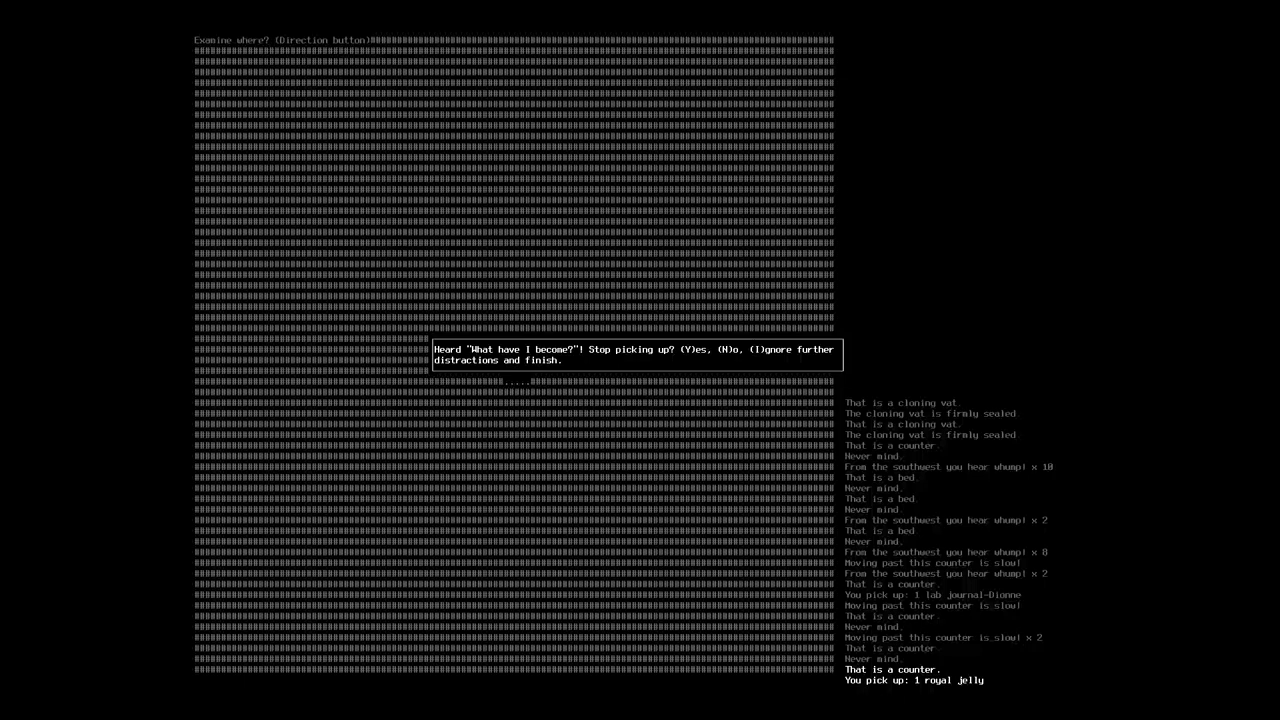 Examine where? (Direction button)
Heard "What have I become?"! Stop picking up? (Y)es, (N)o, (I)gnore further
distractions and finish.
.....
That is a cloning vat.
The cloning vat is firmly sealed
That is a cloning vat.
The cloning vat is firmly sealed
That is a counter.
Never mind.
From the southwest you hear whump! x 10
That is a bed.
Never mind.
That is a bed.
Never mind.
From the southwest you hear whump! x 2
That is a bed
Never mind.
From the southwest you hear whump! x 8
Moving past this counter is slow!
From the southwest you hear whump! x 2
That is a counter.
You pick up: 1 lab journal-Dionne
Moving past this counter is slow!
That is a counter.
Never mind.
Moving past this counter is slow! x 2
That is a counter
Never mind.
That is a counter.
You pick up: 1 royal jelly